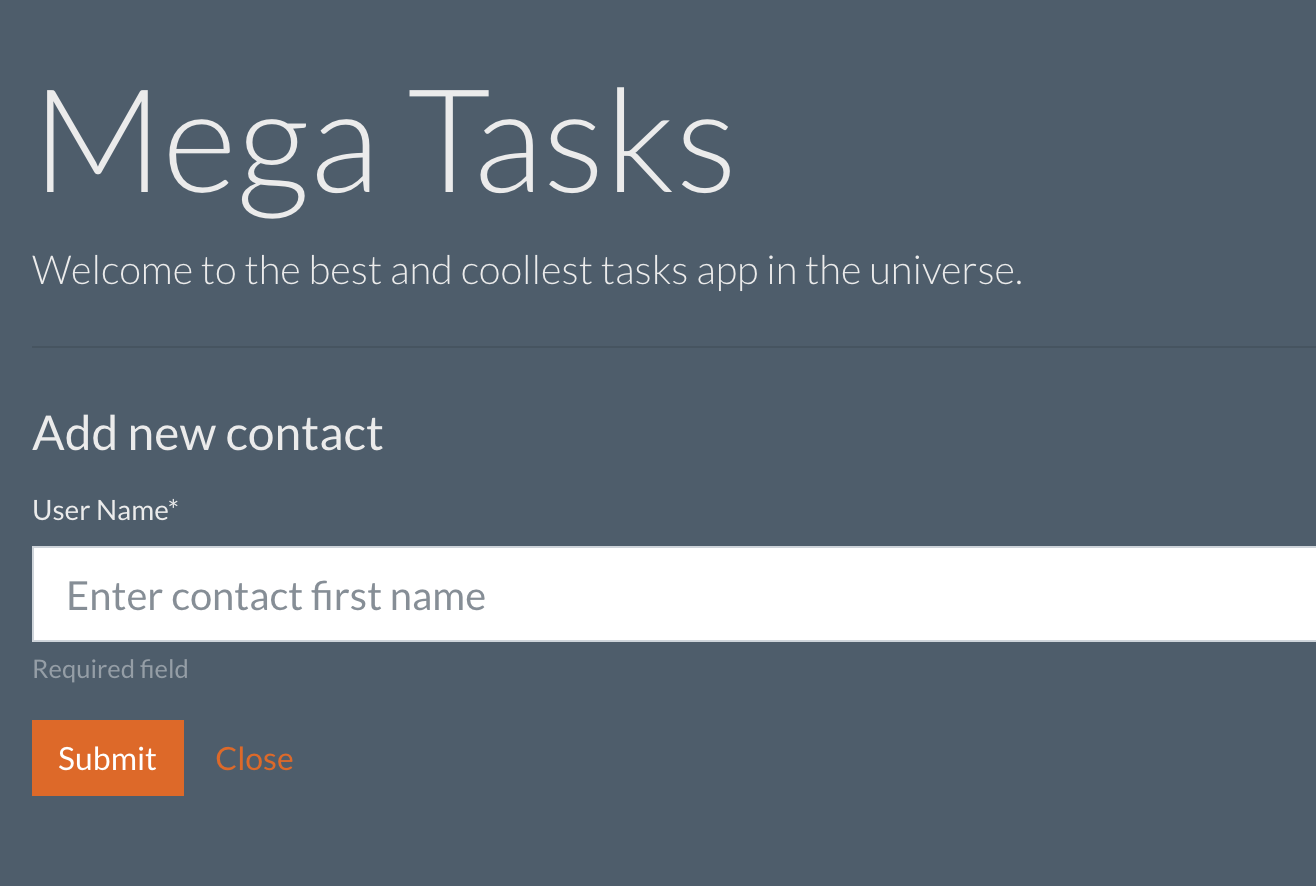 Mega Tasks
Welcome to the best and coollest tasks app in the universe.
Add new contact
User Name*
Enter contact first name
Required field
Submit Close